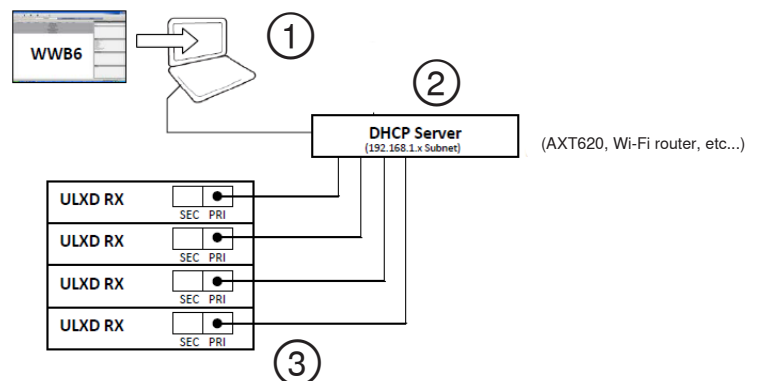 WWB6
1
2
DHCP Server
(192.168.1.x Subnet)
(AXT620, Wi-Fi router, etc...)
ULXD RX
SEC PRI
ULXD RX
SEC PRI
ULXD RX
SEC PRI
ULXD RX
SEC PRI
3